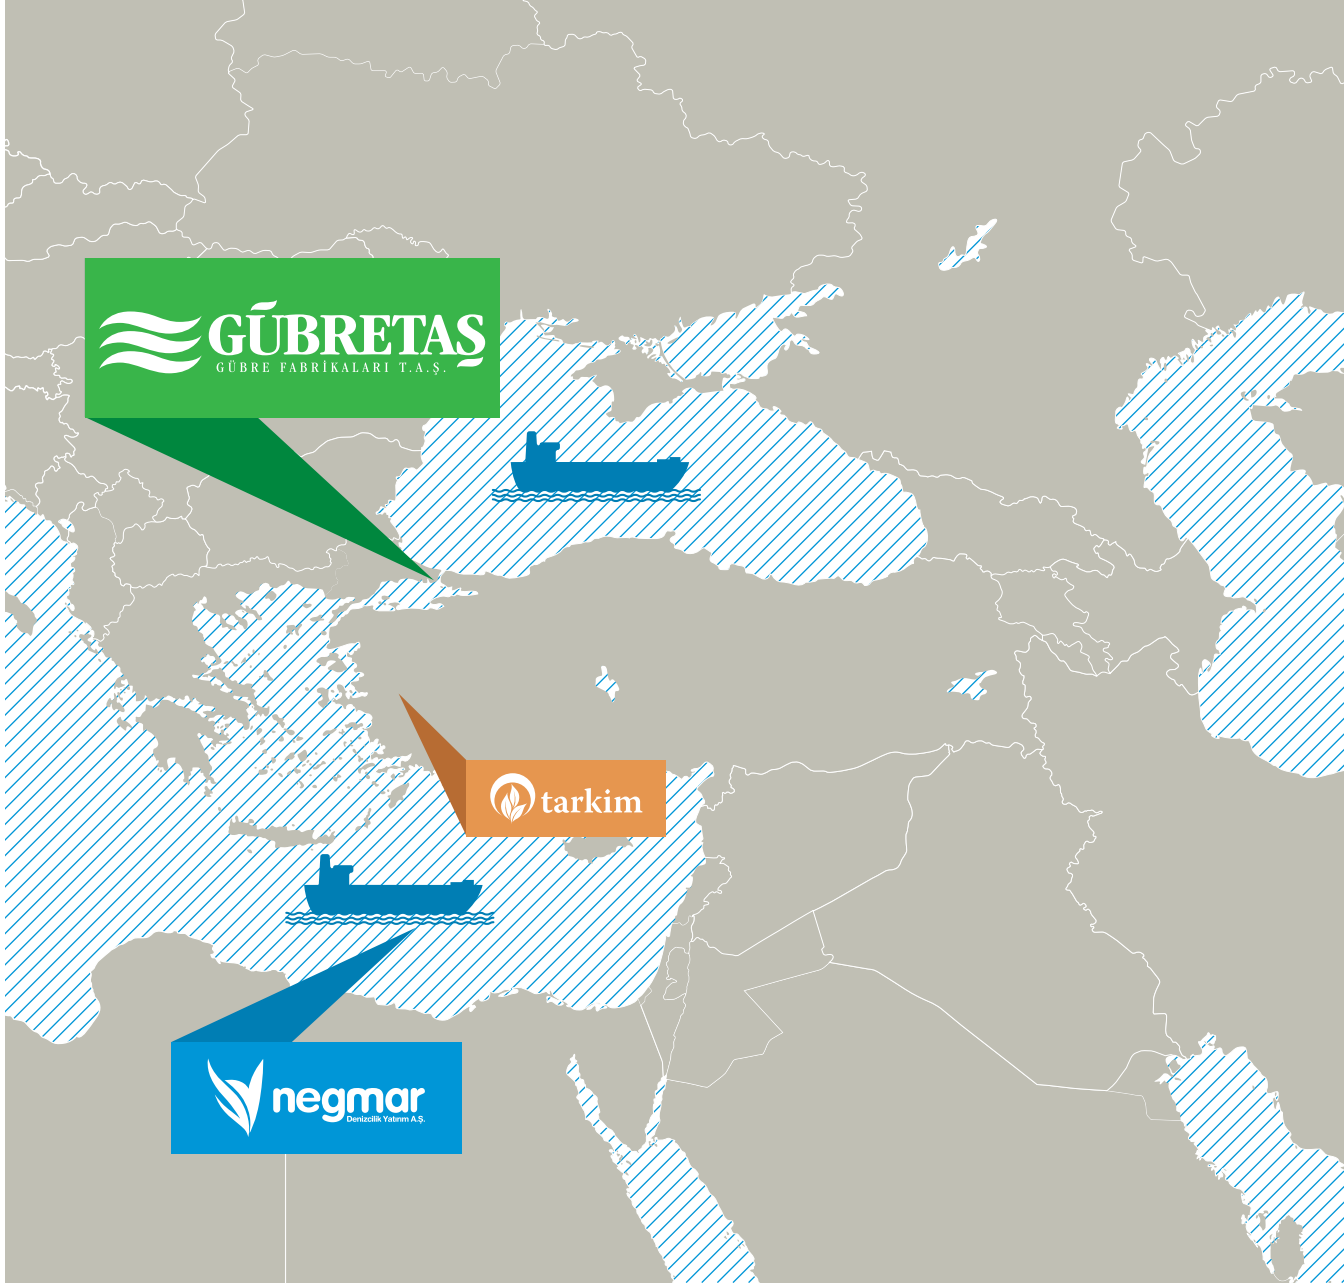 GÜBRETAŞ
GÜBRE FABRİKALARI T.A.Ş.
tarkim
negmar
Denizcilik Yatırım A.Ş.